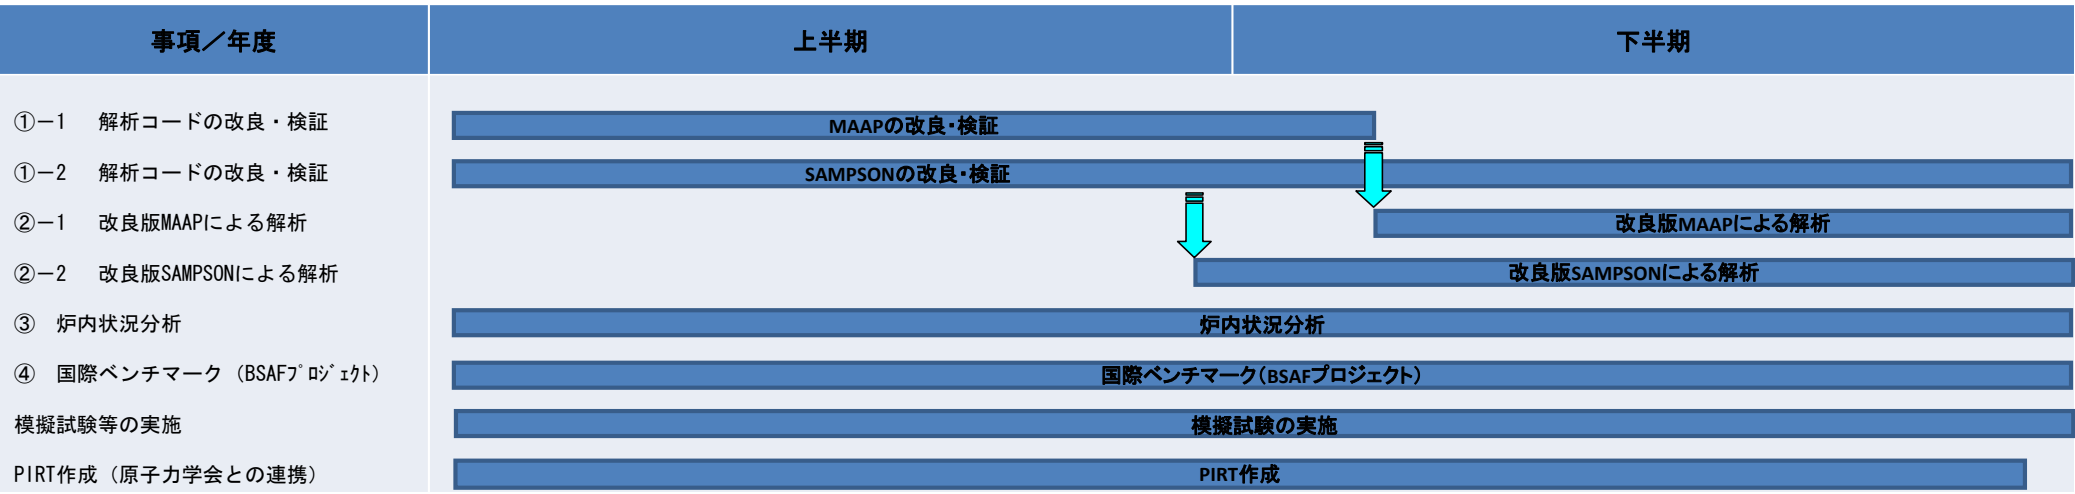 事項／年度 上半期 下半期
①－1 解析コードの改良・検証 MAAPの改良・検証
①－2 解析コードの改良・検証 SAMPSONの改良・検証
②－1 改良版MAAPによる解析 改良版MAAPによる解析
②－2 改良版SAMPSONによる解析 改良版SAMPSONによる解析
③ 炉内状況分析 炉内状況分析
④ 国際ベンチマーク（BSAFﾌﾟﾛｼﾞｪｸﾄ） 国際ベンチマーク（BSAFプロジェクト）
模擬試験等の実施 模擬試験の実施
PIRT作成（原子力学会との連携） PIRT作成